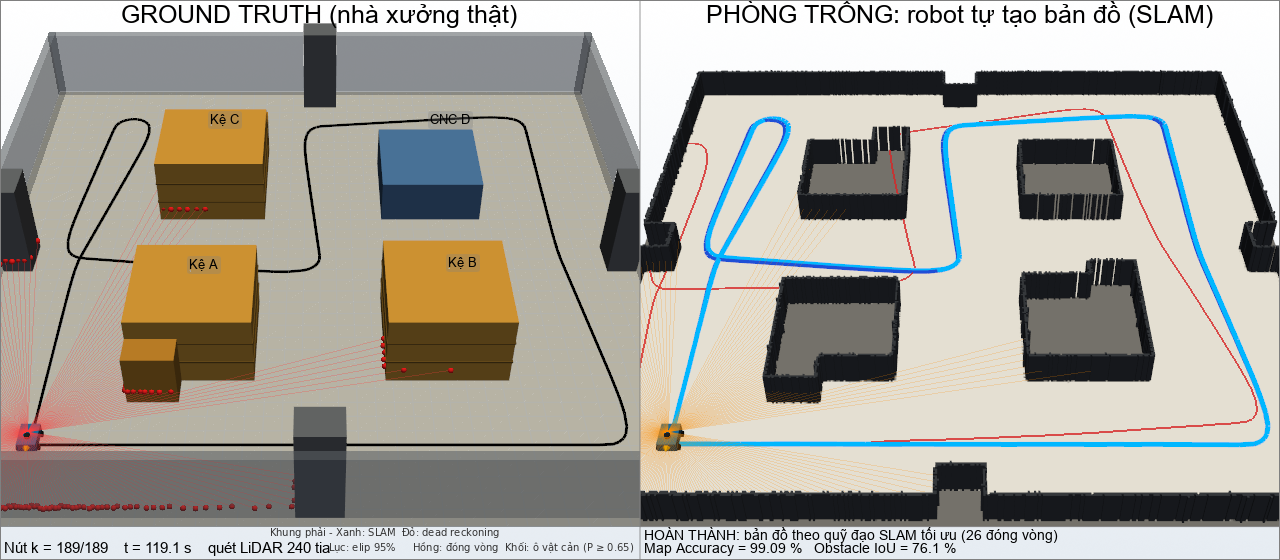 GROUND TRUTH (nhà xưởng thật)
PHÒNG TRỐNG: robot tự tạo bản đồ (SLAM)
Kệ C
CNC D
Kệ A
Kệ B
Khung phải - Xanh: SLAM Đỏ: dead reckoning
Nút k = 189/189 t = 119.1 s quét LiDAR 240 tia
Lục: elip 95% Hồng: đóng vòng Khối: ô vật cản (P ≥ 0.65)
HOÀN THÀNH: bản đồ theo quỹ đạo SLAM tối ưu (26 đóng vòng)
Map Accuracy = 99.09 % Obstacle IoU = 76.1 %